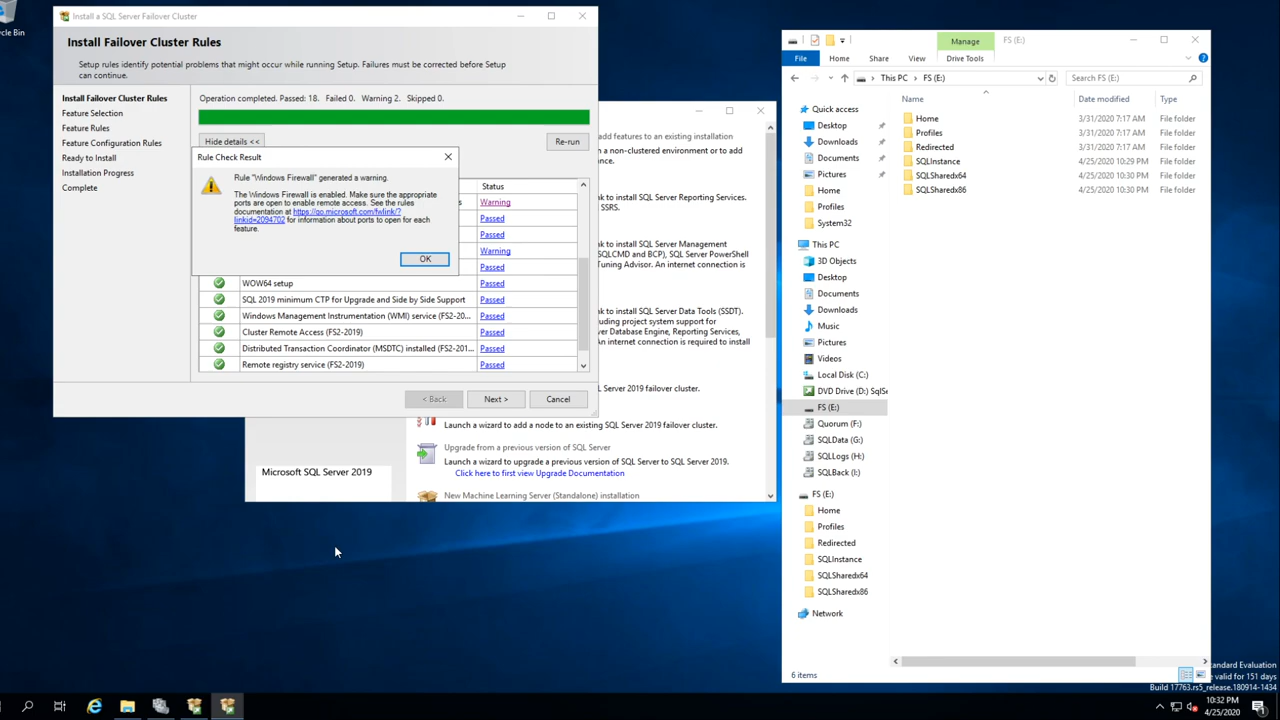 cle Bin
Install a SQL Server Failover Cluster
Install Failover Cluster Rules
Setup rules identify potential problems that might occur while running Setup. Failures must be corrected before Setup
can continue.
Install Failover Cluster Rules
Feature Selection
Feature Rules
Feature Configuration Rules
Ready to Install
Installation Progress
Complete
Operation completed. Passed: 18. Failed 0. Warning 2. Skipped 0.
Hide details <<
Re-run
Rule Check Result
Rule "Windows Firewall" generated a warning.
The Windows Firewall is enabled. Make sure the appropriate
ports are open to enable remote access. See the rules
documentation at https://go.microsoft.com/fwlink/?
linkid=2094702 for information about ports to open for each
feature.
OK
Status
s Warning
Passed
Passed
Warning
Passed
WOW64 setup Passed
SQL 2019 minimum CTP for Upgrade and Side by Side Support Passed
Windows Management Instrumentation (WMI) service (FS2-20... Passed
Cluster Remote Access (FS2-2019) Passed
Distributed Transaction Coordinator (MSDTC) installed (FS2-201... Passed
Remote registry service (FS2-2019) Passed
< Back
Next >
Cancel
add features to an existing installation
a non-clustered environment or to add
nk to install SQL Server Reporting Services.
SSRS.
nk to install SQL Server Management
(SQLCMD and BCP), SQL Server PowerShell
Tuning Advisor. An internet connection is
nk to install SQL Server Data Tools (SSDT).
cluding project system support for
ver Database Engine, Reporting Services,
An internet connection is required to install
L Server 2019 failover cluster.
Launch a wizard to add a node to an existing SQL Server 2019 failover cluster.
Upgrade from a previous version of SQL Server
Launch a wizard to upgrade a previous version of SQL Server to SQL Server 2019.
Click here to first view Upgrade Documentation
New Machine Learning Server (Standalone) installation
Microsoft SQL Server 2019
Manage
FS (E:)
File
Home
Share
View
Drive Tools
This PC > FS (E:)
Search FS (E:)
Name
Date modified
Type
Home 3/31/2020 7:17 AM File folder
Profiles 3/31/2020 7:17 AM File folder
Redirected 3/31/2020 7:17 AM File folder
SQLInstance 4/25/2020 10:29 PM File folder
SQLSharedx64 4/25/2020 10:30 PM File folder
SQLSharedx86 4/25/2020 10:30 PM File folder
Quick access
Desktop
Downloads
Documents
Pictures
Home
Profiles
System32
This PC
3D Objects
Desktop
Documents
Downloads
Music
Pictures
Videos
Local Disk (C:)
DVD Drive (D:) SqlSe
FS (E:)
Quorum (F:)
SQLData (G:)
SQLLogs (H:)
SQLBack (I:)
FS (E:)
Home
Profiles
Redirected
SQLInstance
SQLSharedx64
SQLSharedx86
Network
6 items
tandard Evaluation
e valid for 151 days
Build 17763.rs5_release.180914-1434
10:32 PM
4/25/2020
1